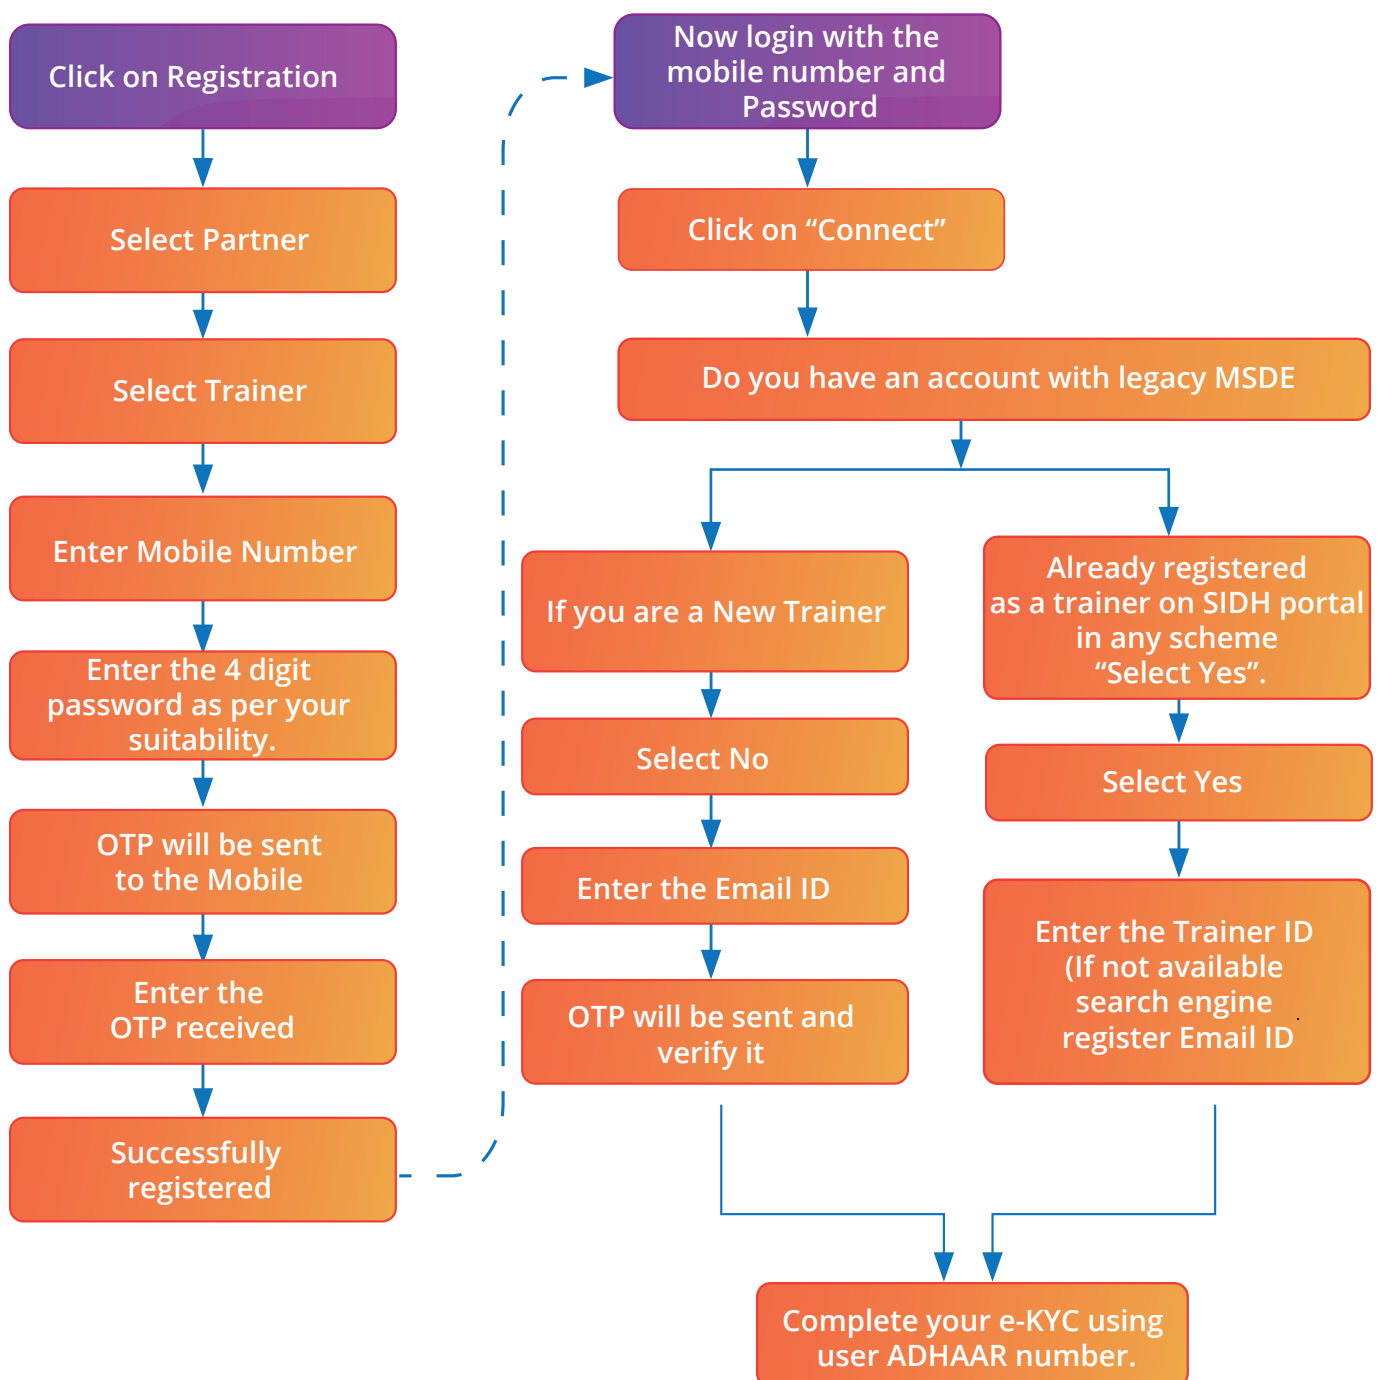 Click on Registration
Select Partner
Select Trainer
Enter Mobile Number
Enter the 4 digit
password as per your
suitability.
OTP will be sent
to the Mobile
Enter the
OTP received
Successfully
registered
Now login with the
mobile number and
Password
Click on “Connect”
Do you have an account with legacy MSDE
If you are a New Trainer
Select No
Enter the Email ID
OTP will be sent and
verify it
Already registered
as a trainer on SIDH portal
in any scheme
“Select Yes”.
Select Yes
Enter the Trainer ID
(If not available
search engine
register Email ID
Complete your e-KYC using
user ADHAAR number.